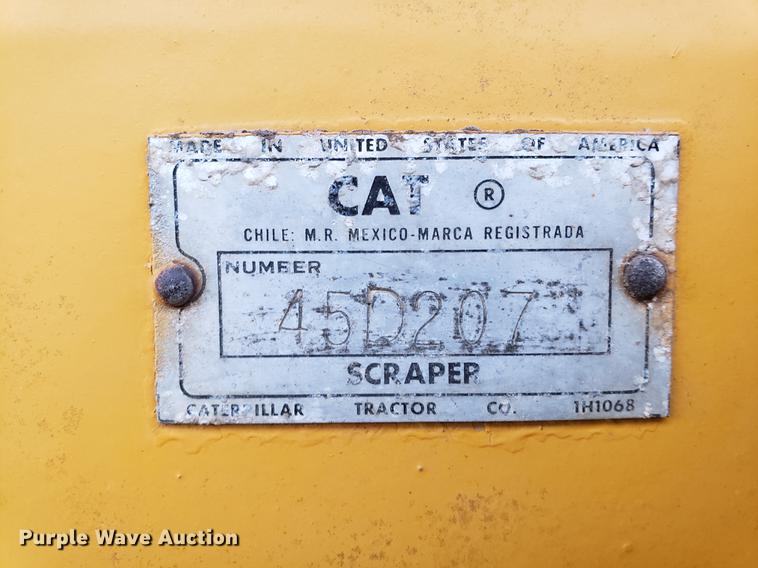 MADE IN UNITED STATES OF AMERICA
CAT ®
CHILE: M.R. MEXICO-MARCA REGISTRADA
NUMBER
45D207
SCRAPER
CATERPILLAR TRACTOR CO. 1H1068
Purple Wave Auction